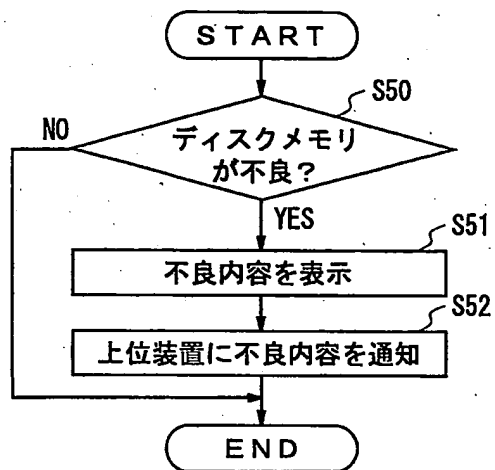 START
S50
NO
ディスクメモリ
が不良?
YES
S51
不良内容を表示
S52
上位装置に不良内容を通知
END